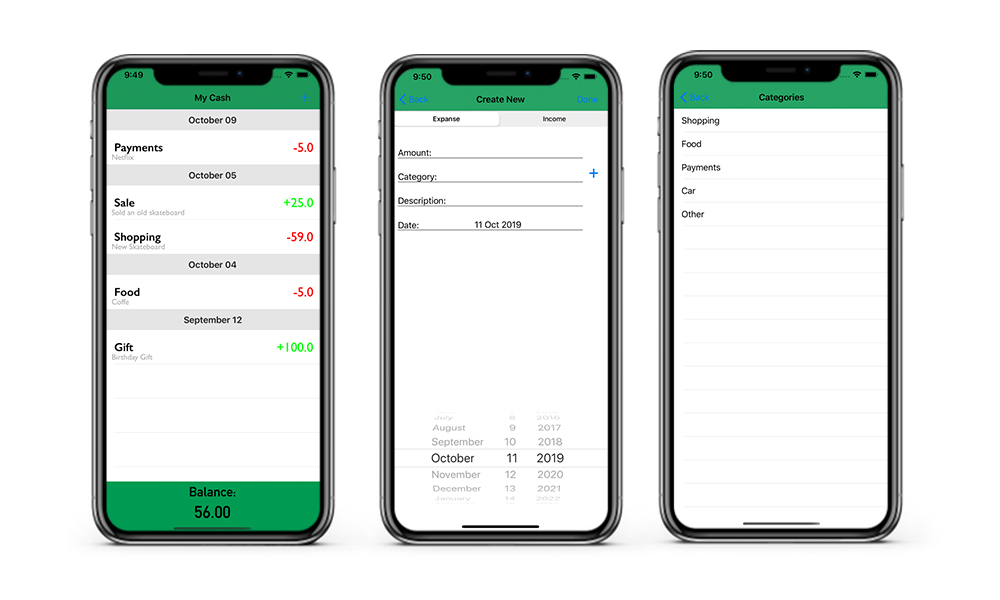 9:49
My Cash
October 09
Payments -5.0
Netflix
October 05
Sale +25.0
Sold an old skateboard
Shopping -59.0
New Skateboard
October 04
Food -5.0
Coffe
September 12
Gift +100.0
Birthday Gift
Balance:
56.00
9:50
Back Create New Done
Expanse Income
Amount:
Category: +
Description:
Date: 11 Oct 2019
July 8 2016
August 9 2017
September 10 2018
October 11 2019
November 12 2020
December 13 2021
January 14 2022
9:50
Back Categories
Shopping
Food
Payments
Car
Other